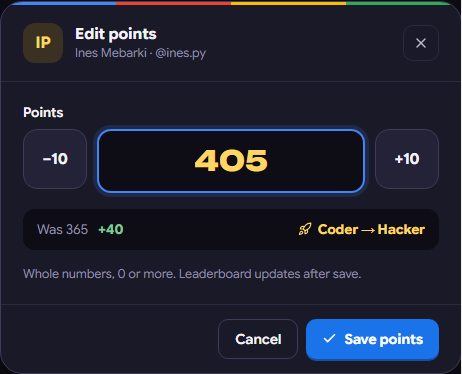 IP
Edit points
Ines Mebarki · @ines.py
Points
−10
405
+10
Was 365 +40
Coder → Hacker
Whole numbers, 0 or more. Leaderboard updates after save.
Cancel
Save points